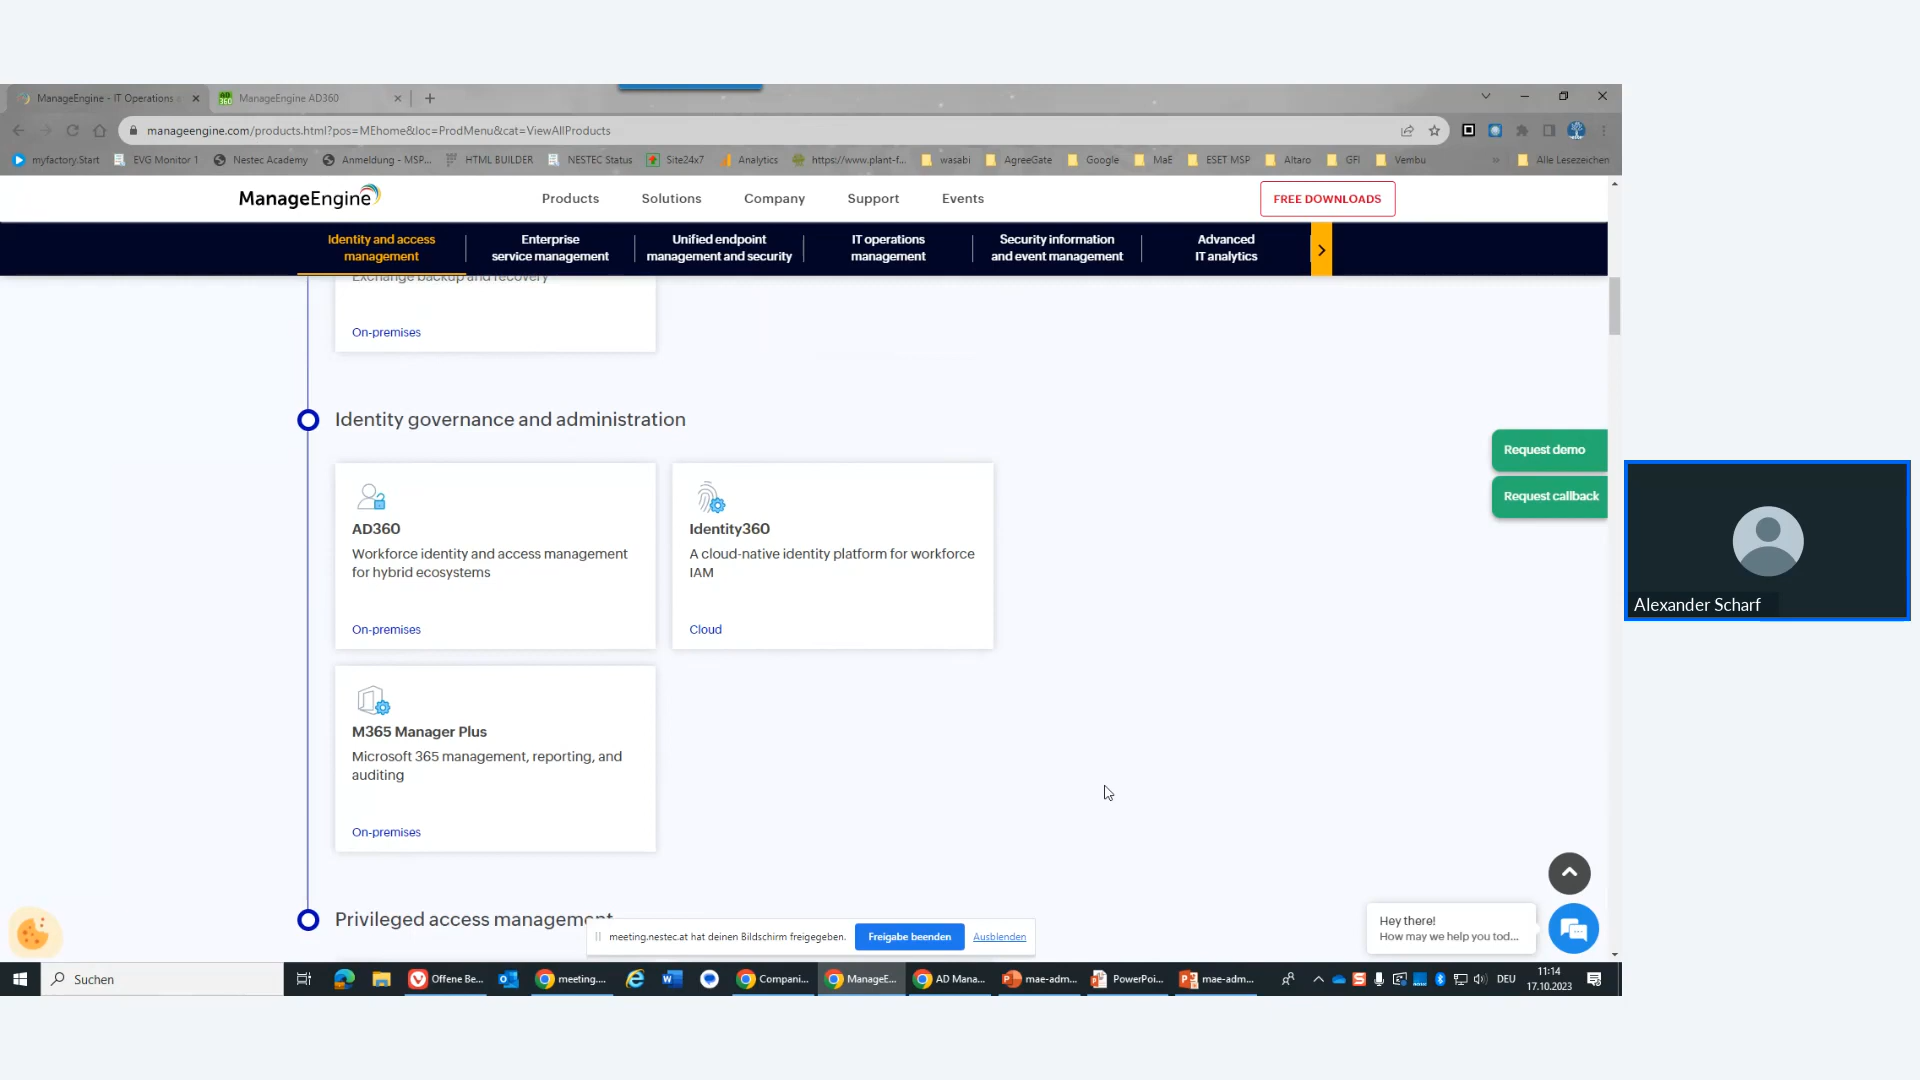 ManageEngine - IT Operations
ManageEngine AD360
manageengine.com/products.html?pos=MEhome&loc=ProdMenu&cat=ViewAllProducts
myfactory.Start
EVG Monitor 1
Nestec Academy
Anmeldung - MSP...
HTML BUILDER
NESTEC Status
Site24x7
Analytics
https://www.plant-f...
wasabi
AgreeGate
Google
MaE
ESET MSP
Altaro
GFI
Vembu
»
Alle Lesezeichen
ManageEngine
Products
Solutions
Company
Support
Events
FREE DOWNLOADS
Identity and access
management
Enterprise
service management
Unified endpoint
management and security
IT operations
management
Security information
and event management
Advanced
IT analytics
Exchange backup and recovery
On-premises
Identity governance and administration
AD360
Workforce identity and access management
for hybrid ecosystems
On-premises
Identity360
A cloud-native identity platform for workforce
IAM
Cloud
Request demo
Request callback
M365 Manager Plus
Microsoft 365 management, reporting, and
auditing
On-premises
Privileged access management
meeting.nestec.at hat deinen Bildschirm freigegeben.
Freigabe beenden
Ausblenden
Hey there!
How may we help you tod...
Alexander Scharf
Suchen
Offene Be...
meeting....
Compani...
ManageE...
AD Mana...
mae-adm...
PowerPoi...
mae-adm...
DEU
11:14
17.10.2023